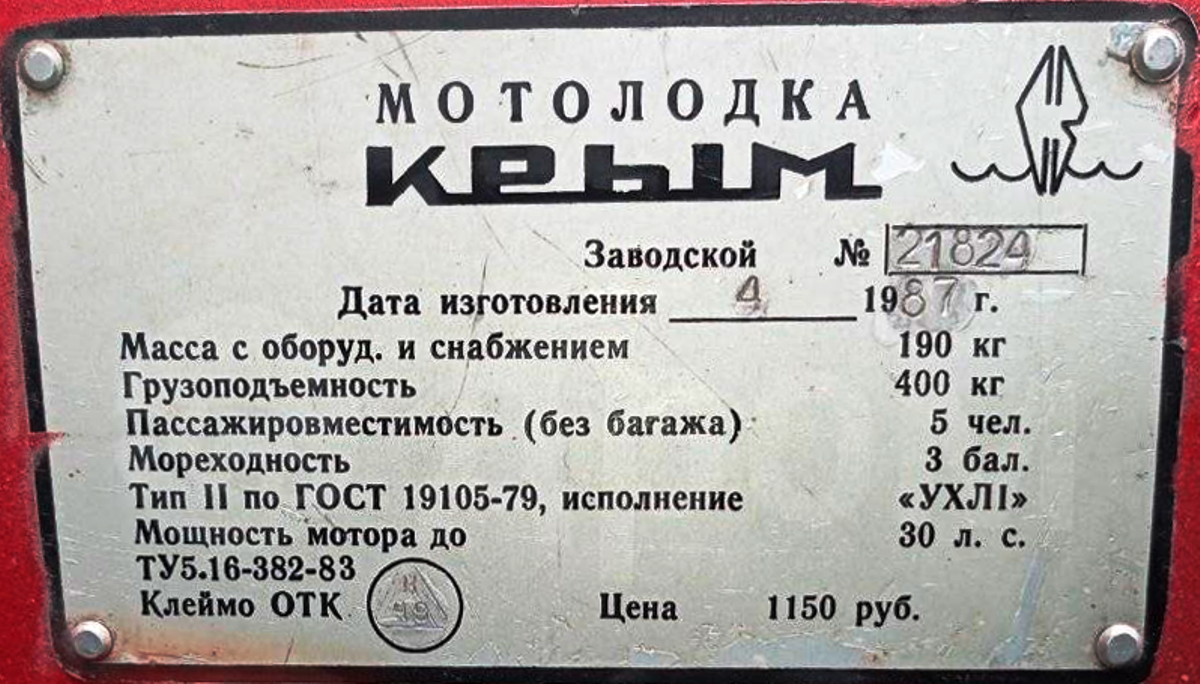 МОТОЛОДКА
КРЫМ
Заводской № 21824
Дата изготовления 4 1987 г.
Масса с оборуд. и снабжением 190 кг
Грузоподъемность 400 кг
Пассажировместимость (без багажа) 5 чел.
Мореходность 3 бал.
Тип II по ГОСТ 19105-79, исполнение «УХЛI»
Мощность мотора до 30 л. с.
ТУ5.16-382-83
Клеймо ОТК Цена 1150 руб.